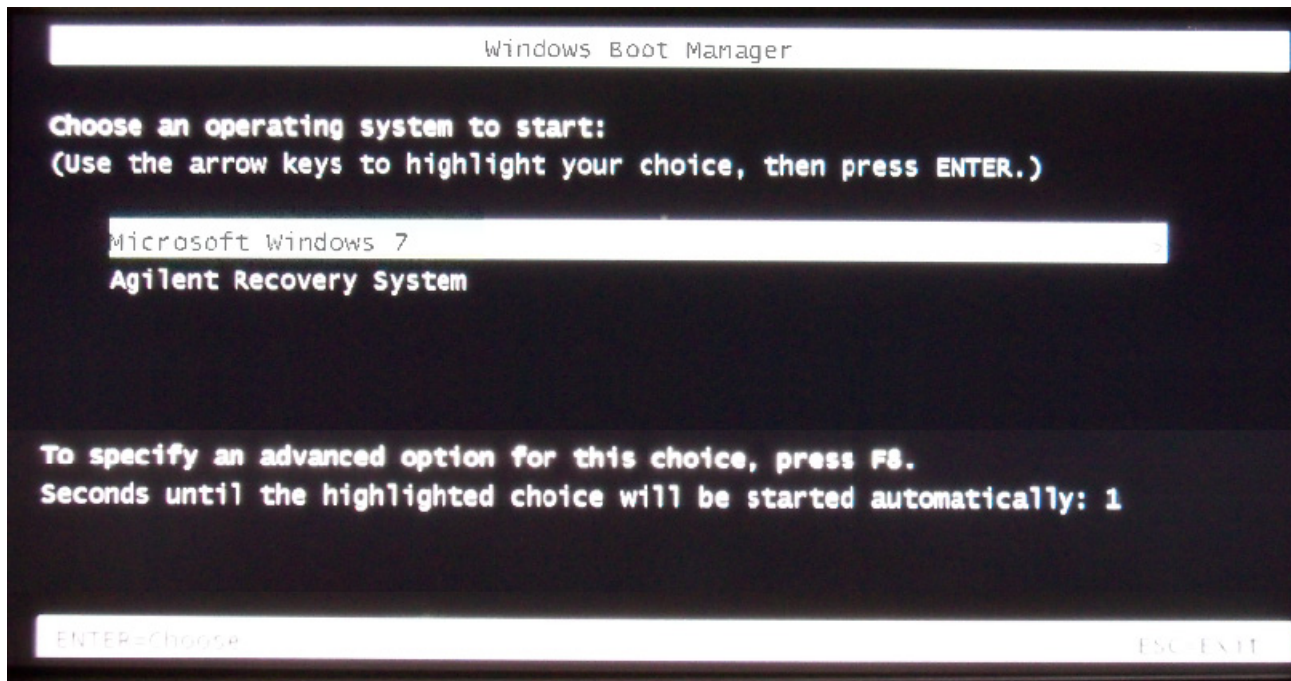 Windows Boot Manager
Choose an operating system to start:
(Use the arrow keys to highlight your choice, then press ENTER.)
Microsoft Windows 7 >
Agilent Recovery System
To specify an advanced option for this choice, press F8.
Seconds until the highlighted choice will be started automatically: 1
ENTER=Choose ESC=Exit